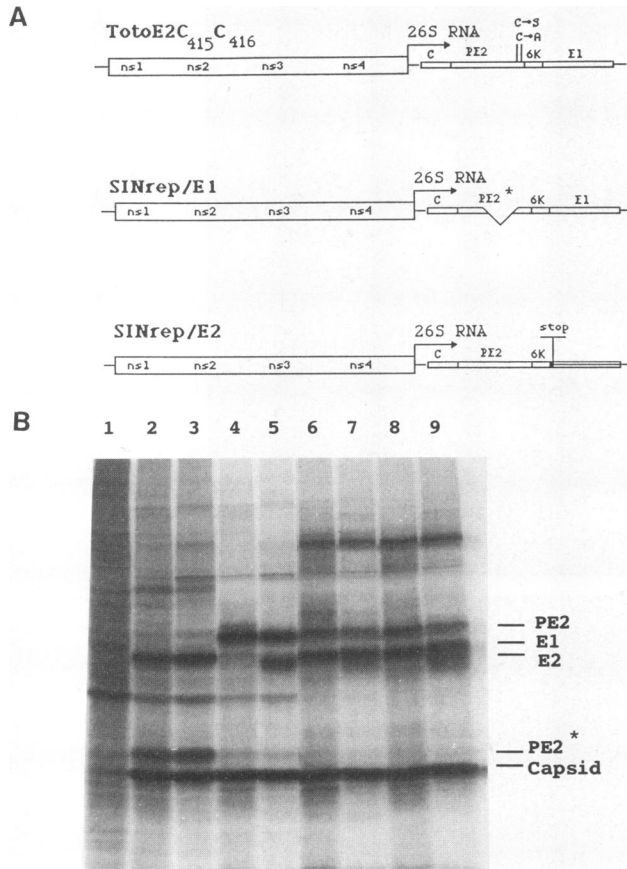 A
TotoE2C415C416
26S RNA
C→S
C→A
ns1 ns2 ns3 ns4
C PE2 6K E1
SINrep/E1
26S RNA
ns1 ns2 ns3 ns4
C PE2* 6K E1
SINrep/E2
26S RNA
stop
ns1 ns2 ns3 ns4
C PE2 6K
B
1 2 3 4 5 6 7 8 9
PE2
E1
E2
PE2*
Capsid